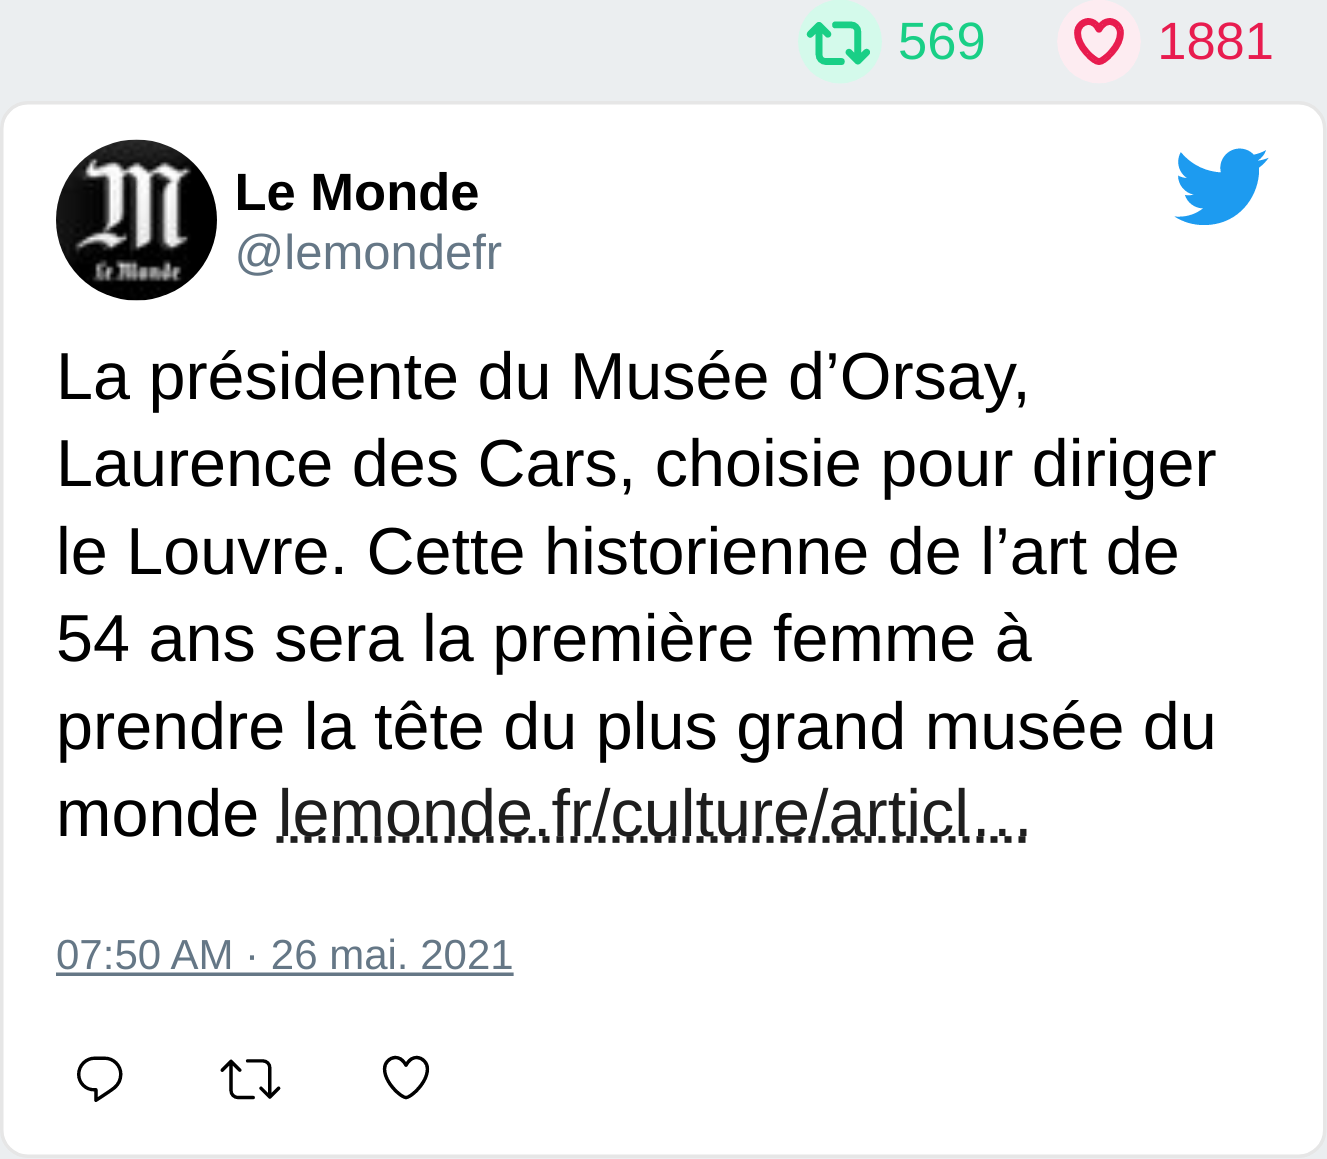 569 1881
Le Monde
Le Monde
@lemondefr
La présidente du Musée d’Orsay,
Laurence des Cars, choisie pour diriger
le Louvre. Cette historienne de l’art de
54 ans sera la première femme à
prendre la tête du plus grand musée du
monde lemonde.fr/culture/articl…
07:50 AM · 26 mai. 2021